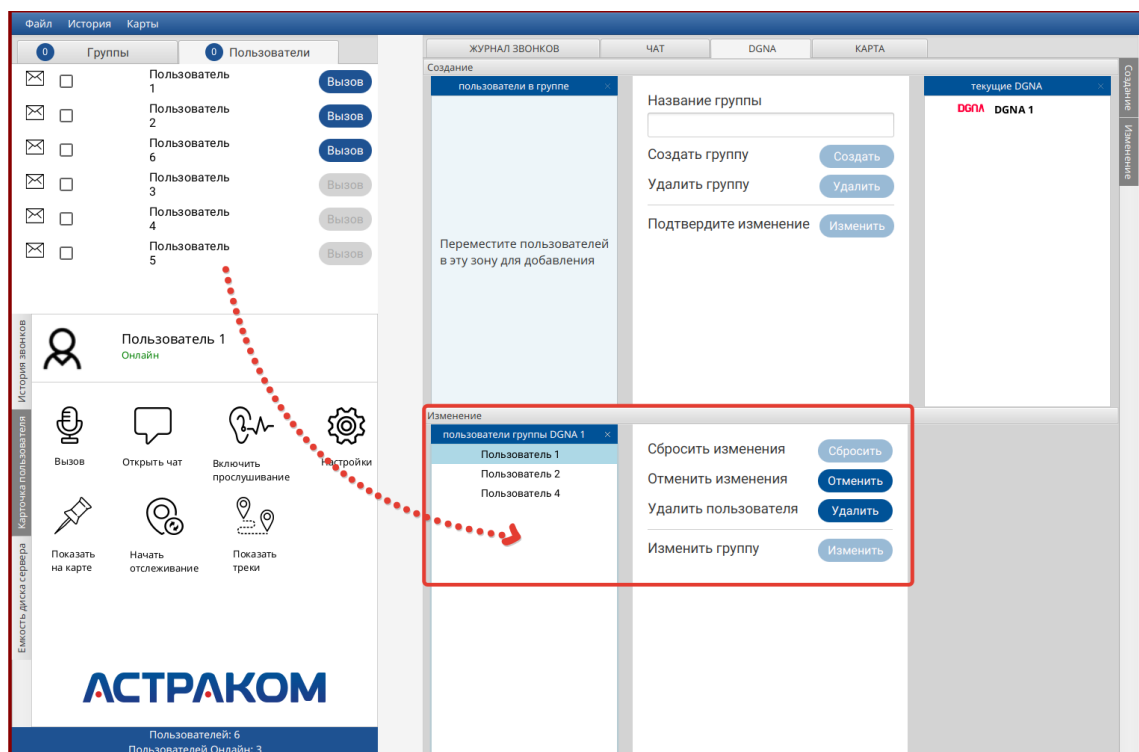 Файл История Карты
0 Группы
0 Пользователи
Пользователь
1
Вызов
Пользователь
2
Вызов
Пользователь
6
Вызов
Пользователь
3
Вызов
Пользователь
4
Вызов
Пользователь
5
Вызов
История звонков
Карточка пользователя
Емкость диска сервера
Пользователь 1
Онлайн
Вызов
Открыть чат
Включить
прослушивание
Настройки
Показать
на карте
Начать
отслеживание
Показать
треки
АСТРАКОМ
Пользователей: 6
Пользователей Онлайн: 3
ЖУРНАЛ ЗВОНКОВ
ЧАТ
DGNA
КАРТА
Создание
пользователи в группе ×
Переместите пользователей
в эту зону для добавления
Название группы
Создать группу Создать
Удалить группу Удалить
Подтвердите изменение Изменить
текущие DGNA ×
DGNA DGNA 1
Создание
Изменение
Изменение
пользователи группы DGNA 1 ×
Пользователь 1
Пользователь 2
Пользователь 4
Сбросить изменения Сбросить
Отменить изменения Отменить
Удалить пользователя Удалить
Изменить группу Изменить